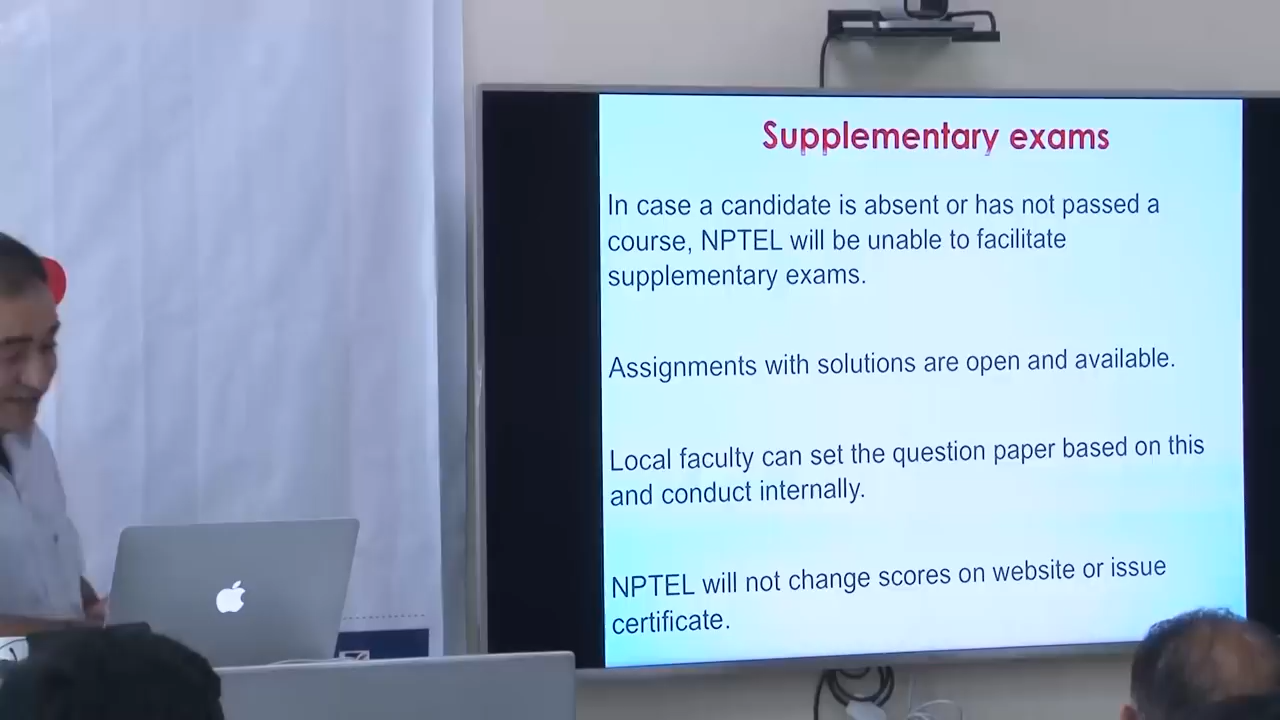 Supplementary exams
In case a candidate is absent or has not passed a
course, NPTEL will be unable to facilitate
supplementary exams.
Assignments with solutions are open and available.
Local faculty can set the question paper based on this
and conduct internally.
NPTEL will not change scores on website or issue
certificate.